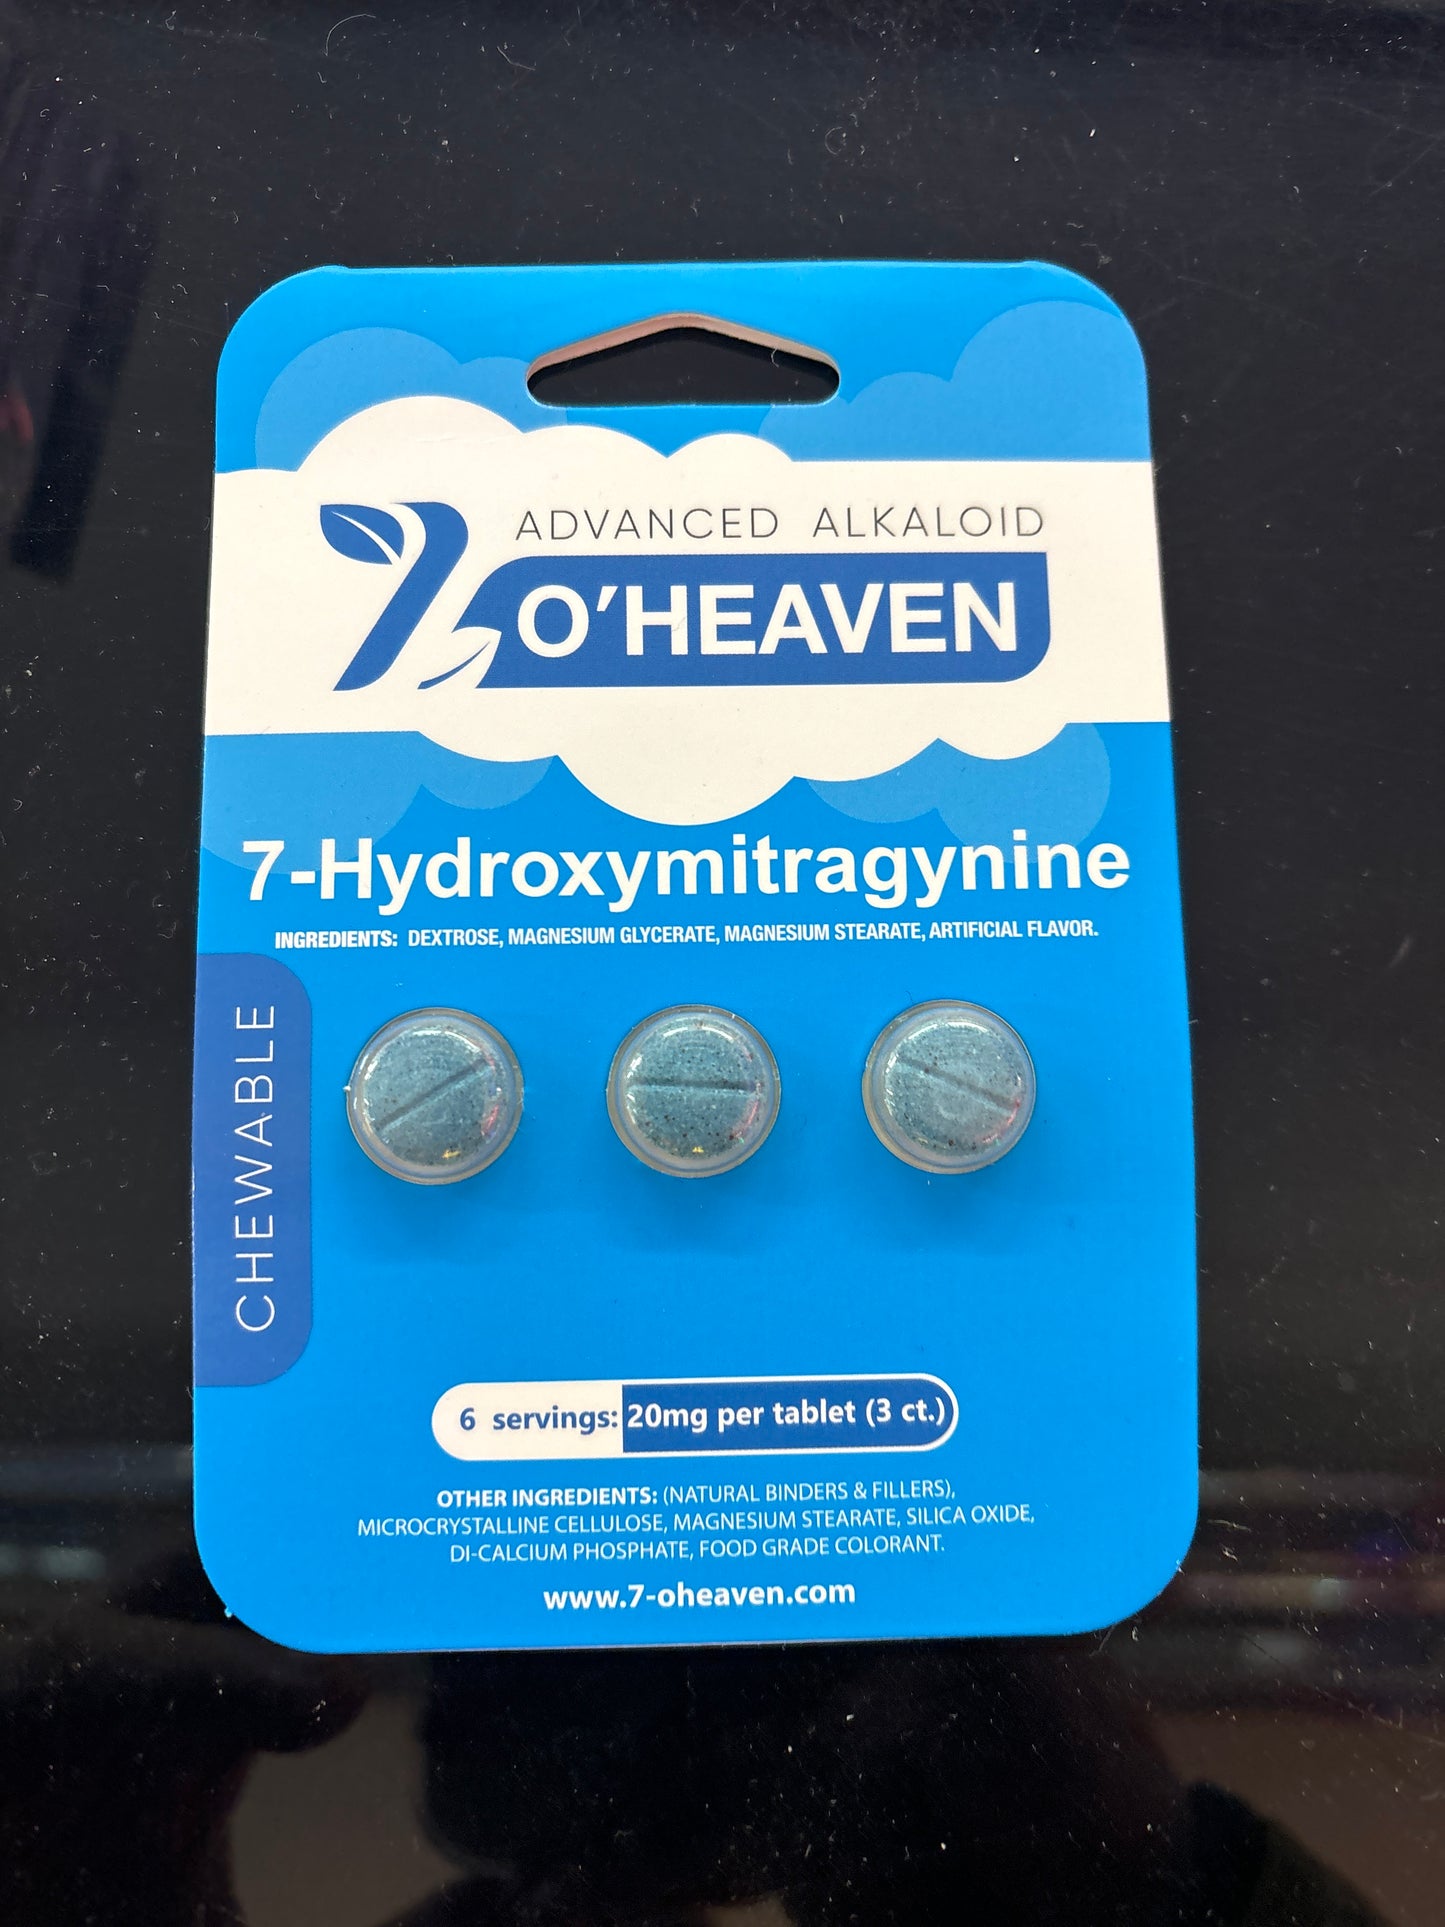 ADVANCED ALKALOID
7 O'HEAVEN
7-Hydroxymitragynine
INGREDIENTS: DEXTROSE, MAGNESIUM GLYCERATE, MAGNESIUM STEARATE, ARTIFICIAL FLAVOR.
CHEWABLE
6 servings: 20mg per tablet (3 ct.)
OTHER INGREDIENTS: (NATURAL BINDERS & FILLERS),
MICROCRYSTALLINE CELLULOSE, MAGNESIUM STEARATE, SILICA OXIDE,
DI-CALCIUM PHOSPHATE, FOOD GRADE COLORANT.
www.7-oheaven.com